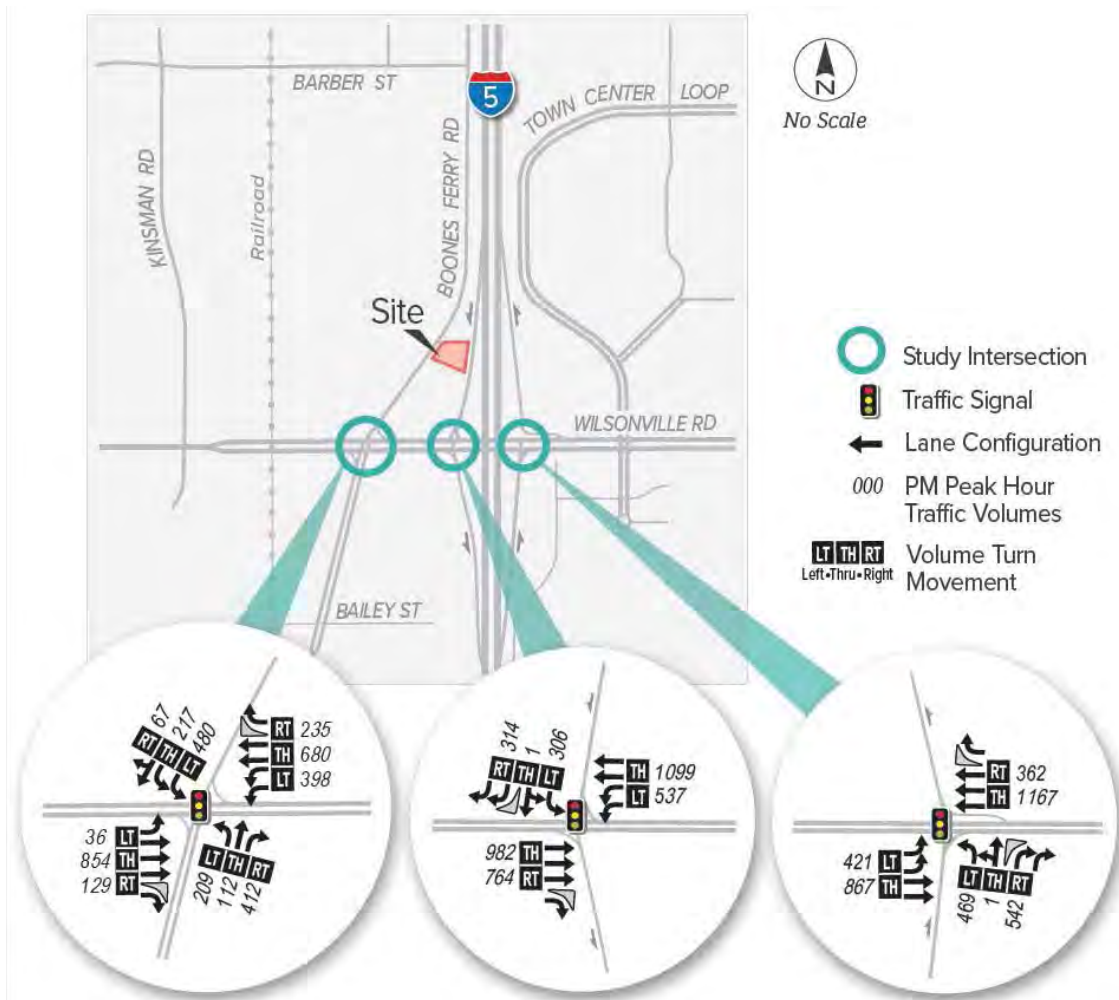 BARBER ST
5
TOWN CENTER LOOP
N
No Scale
KINSMAN RD
Railroad
BOONES FERRY RD
Site
WILSONVILLE RD
BAILEY ST
Study Intersection
Traffic Signal
Lane Configuration
000 PM Peak Hour
Traffic Volumes
LT TH RT Volume Turn
Left•Thru•Right Movement
67 217 480
RT TH LT
RT 235
TH 680
LT 398
36 LT
854 TH
129 RT
LT TH RT
209 112 412
314 1 306
RT TH LT
TH 1099
LT 537
982 TH
764 RT
RT 362
TH 1167
421 LT
867 TH
LT TH RT
469 1 542